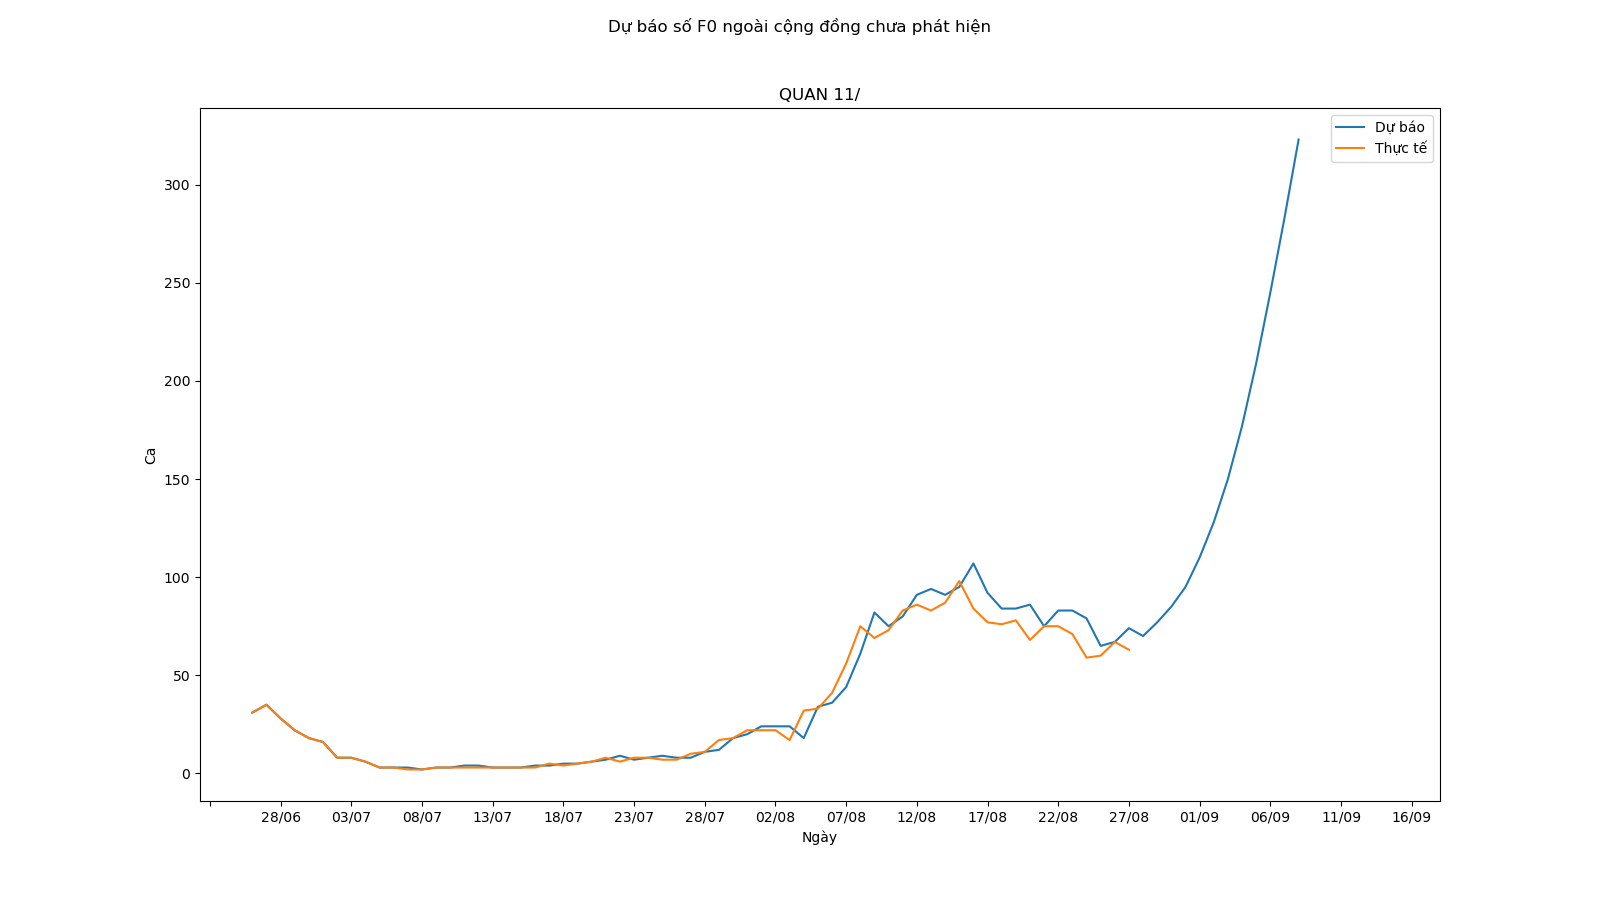 Dự báo số F0 ngoài cộng đồng chưa phát hiện
QUAN 11/
Dự báo
Thực tế
300
250
200
150
100
50
0
Ca
28/06 03/07 08/07 13/07 18/07 23/07 28/07 02/08 07/08 12/08 17/08 22/08 27/08 01/09 06/09 11/09 16/09
Ngày